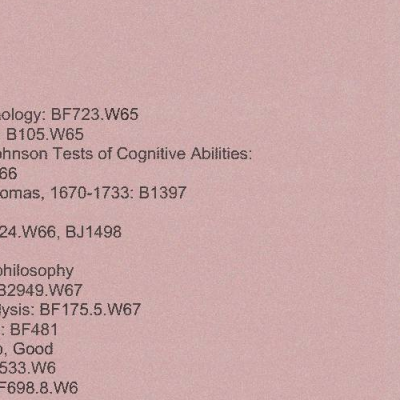 ology: BF723.W65
B105.W65
ohnson Tests of Cognitive Abilities:
66
omas, 1670-1733: B1397
24.W66, BJ1498
philosophy
B2949.W67
lysis: BF175.5.W67
: BF481
o, Good
533.W6
F698.8.W6